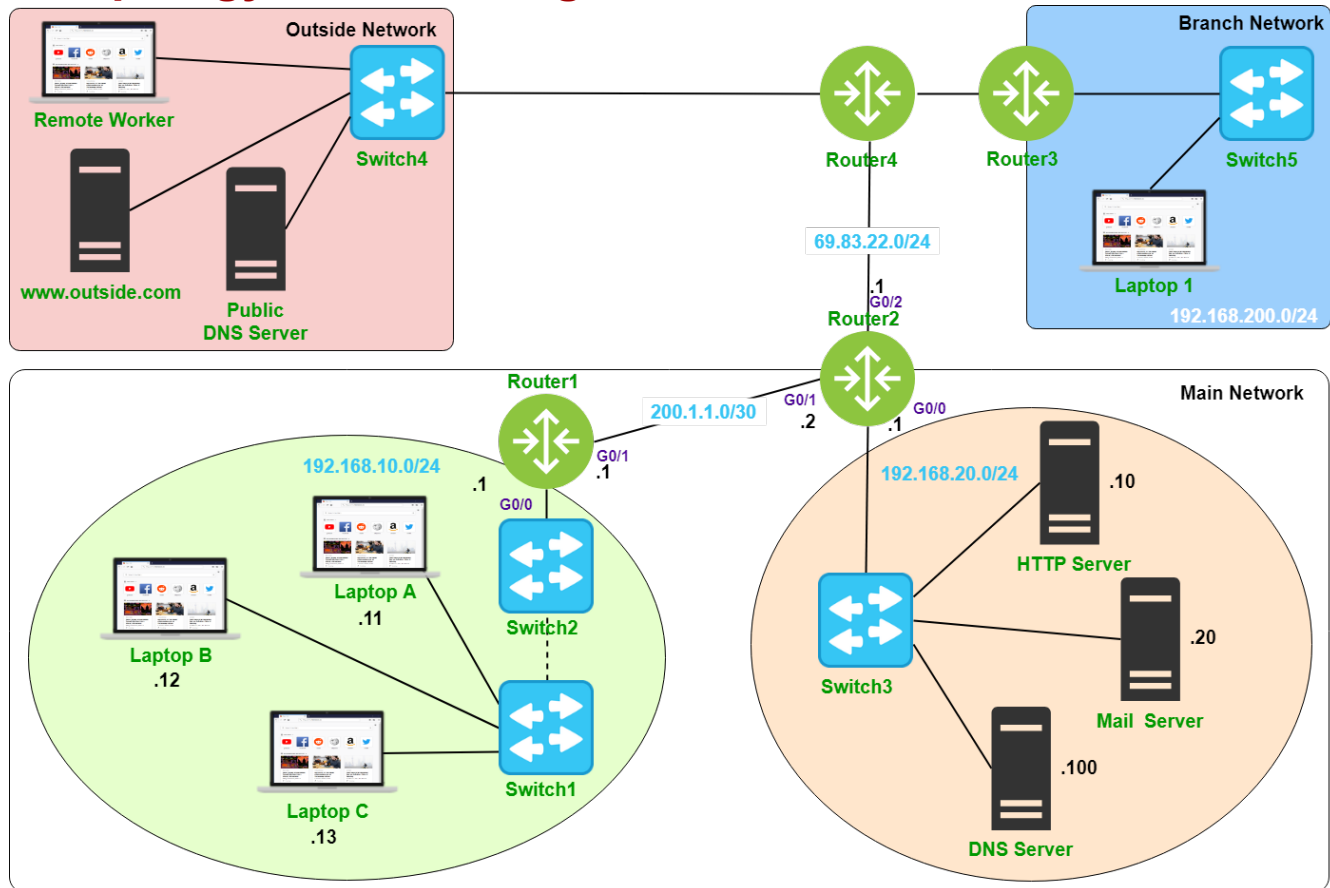 Outside Network
Remote Worker
Switch4
www.outside.com
Public
DNS Server
Router4
Router3
Branch Network
Switch5
Laptop 1
192.168.200.0/24
69.83.22.0/24
.1
G0/2
Router2
Main Network
Router1
200.1.1.0/30
G0/1
.2
G0/0
.1
G0/1
.1
192.168.10.0/24
.1
G0/0
Laptop A
.11
Switch2
Laptop B
.12
Switch1
Laptop C
.13
192.168.20.0/24
.10
HTTP Server
Switch3
.20
Mail Server
.100
DNS Server